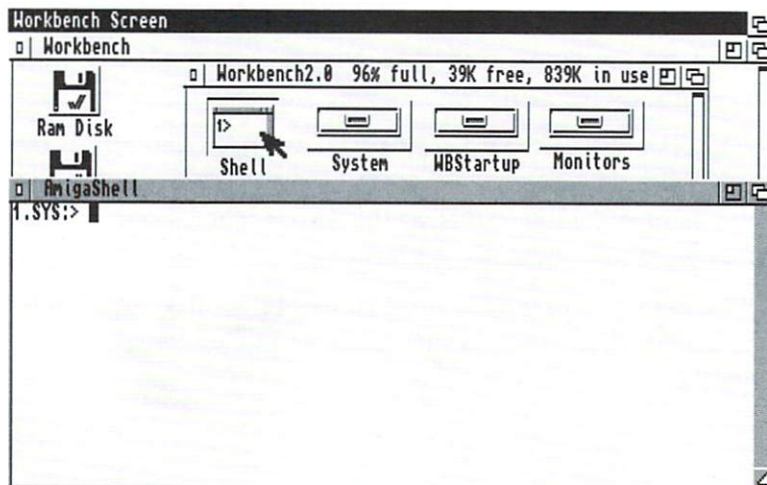 Workbench Screen
Workbench
Workbench2.0 96% full, 39K free, 839K in use
Ram Disk
1>
Shell
System
WBStartup
Monitors
AmigaShell
1.SYS:>